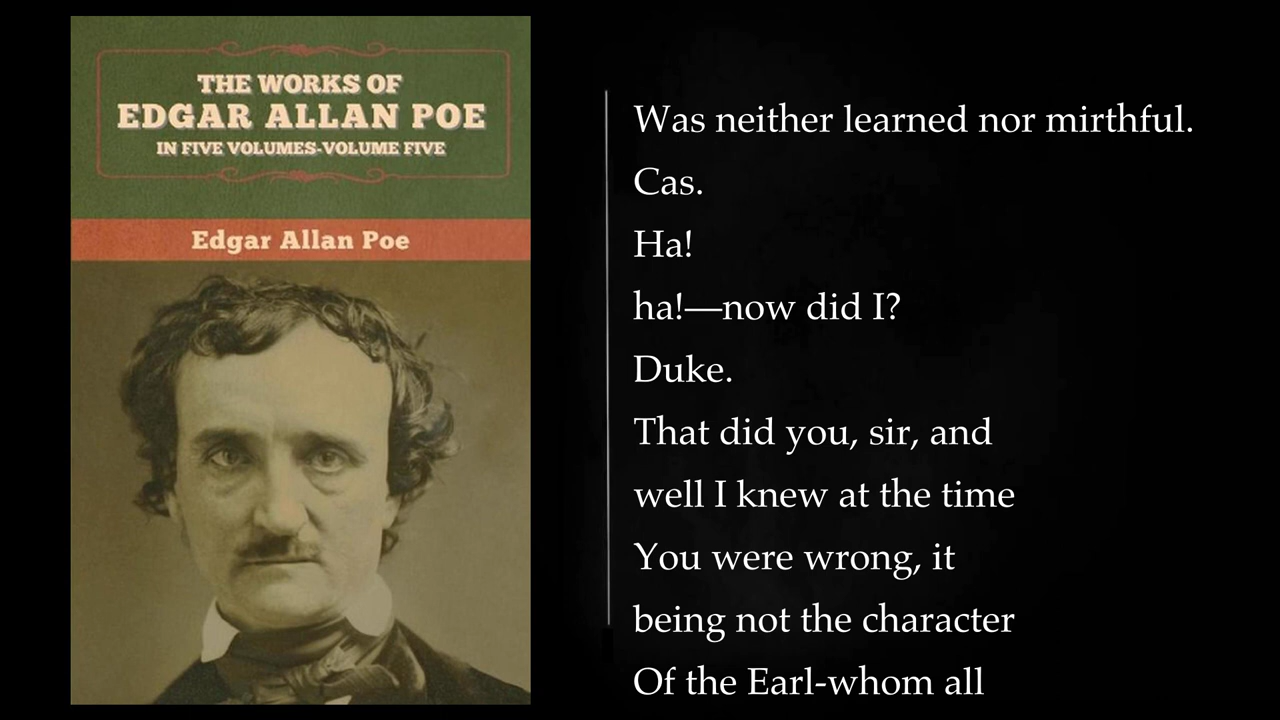 THE WORKS OF
EDGAR ALLAN POE
IN FIVE VOLUMES-VOLUME FIVE
Edgar Allan Poe
Was neither learned nor mirthful.
Cas.
Ha!
ha!—now did I?
Duke.
That did you, sir, and
well I knew at the time
You were wrong, it
being not the character
Of the Earl-whom all